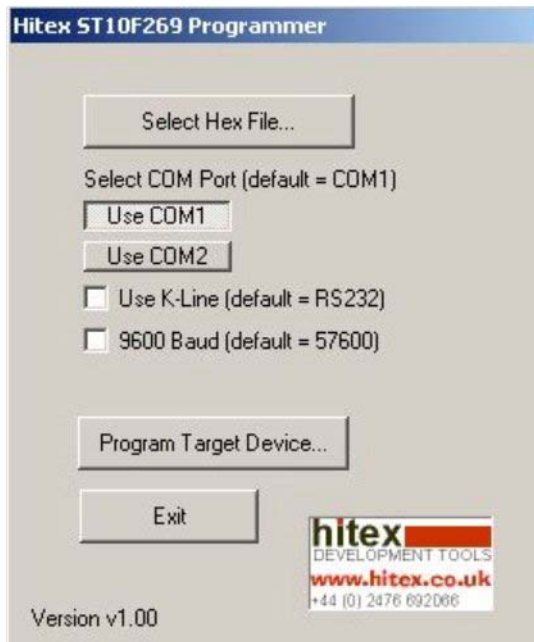 Hitex ST10F269 Programmer
Select Hex File...
Select COM Port (default = COM1)
Use COM1
Use COM2
Use K-Line (default = RS232)
9600 Baud (default = 57600)
Program Target Device...
Exit
hitex
DEVELOPMENT TOOLS
www.hitex.co.uk
+44 (0) 2476 692066
Version v1.00